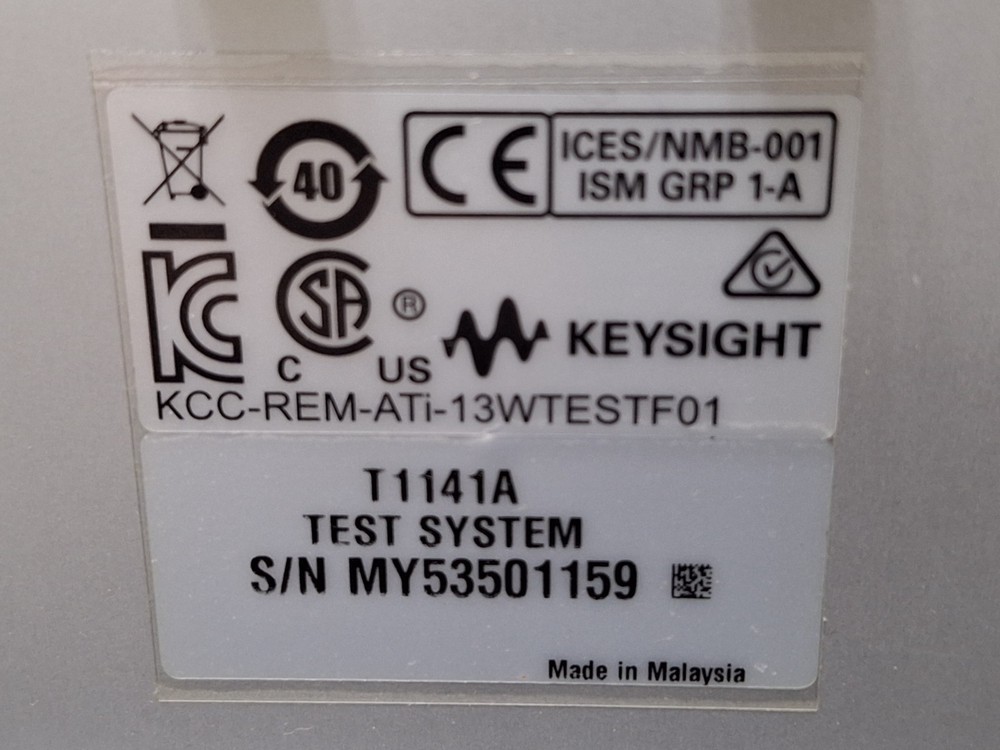 40
CE
ICES/NMB-001
ISM GRP 1-A
KC
SA ®
C US
KEYSIGHT
KCC-REM-ATi-13WTESTF01
T1141A
TEST SYSTEM
S/N MY53501159
Made in Malaysia